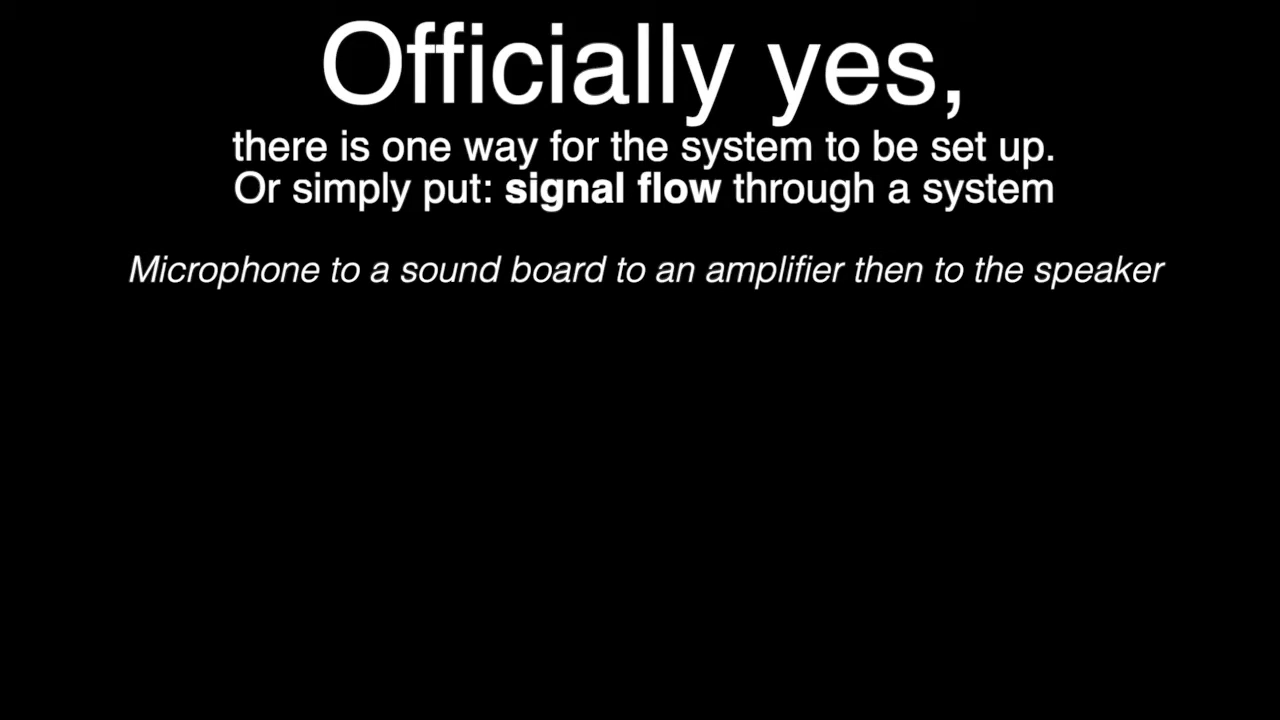 Officially yes,
there is one way for the system to be set up.
Or simply put: signal flow through a system
Microphone to a sound board to an amplifier then to the speaker